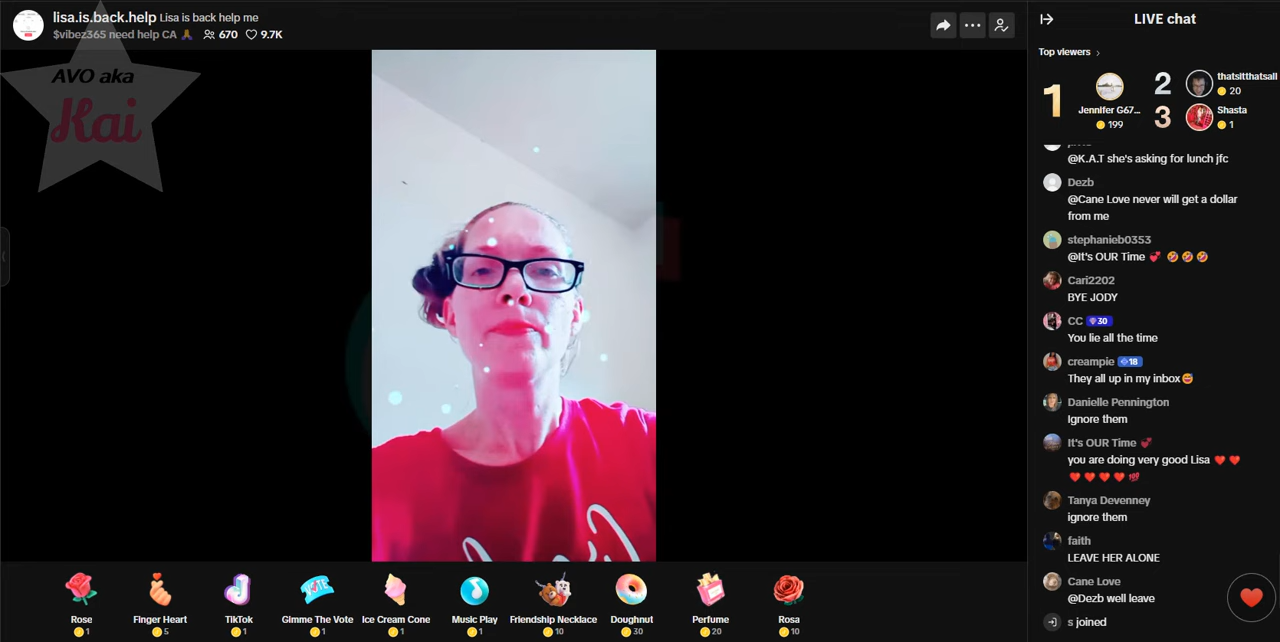 lisa.is.back.help Lisa is back help me
$vibez365 need help CA 🙏 670 9.7K
AVO aka
Kai
LIVE chat
Top viewers >
1
Jennifer G67...
199
2
thatsitthatsall
20
3
Shasta
1
@K.A.T she's asking for lunch jfc
Dezb
@Cane Love never will get a dollar
from me
stephanieb0353
@It's OUR Time 💕 🤣 🤣 🤣
Cari2202
BYE JODY
CC 30
You lie all the time
creampie 18
They all up in my inbox😅
Danielle Pennington
Ignore them
It's OUR Time 💕
you are doing very good Lisa ❤️ ❤️
❤️ ❤️ ❤️ ❤️ 💯
Tanya Devenney
ignore them
faith
LEAVE HER ALONE
Cane Love
@Dezb well leave
s joined
Rose
1
Finger Heart
5
TikTok
1
GIMME THE VOTE
Gimme The Vote
1
Ice Cream Cone
1
Music Play
1
Friendship Necklace
10
Doughnut
30
Perfume
20
Rosa
10